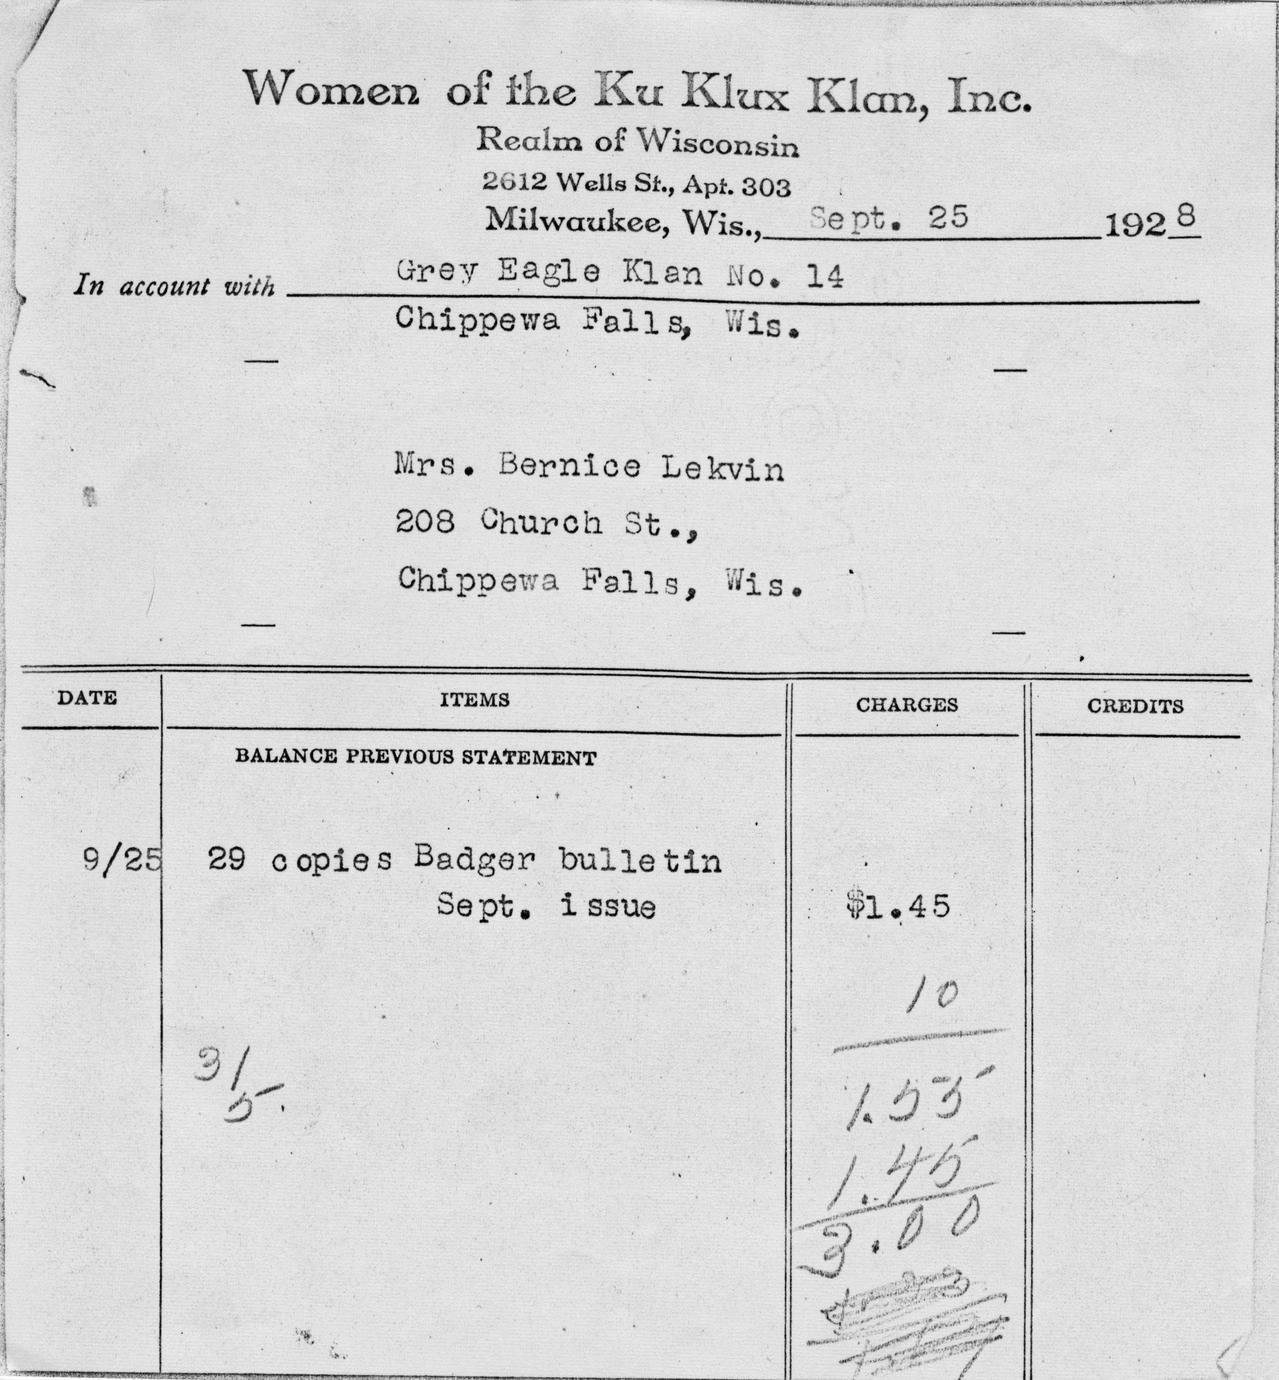 Women of the Ku Klux Klan, Inc.
Realm of Wisconsin
2612 Wells St., Apt. 303
Milwaukee, Wis., Sept. 25 1928
In account with Grey Eagle Klan No. 14
Chippewa Falls, Wis.
Mrs. Bernice Lekvin
208 Church St.,
Chippewa Falls, Wis.
DATE ITEMS CHARGES CREDITS
BALANCE PREVIOUS STATEMENT
9/25 29 copies Badger bulletin
Sept. issue $1.45
10
3/5.
1.55
1.45
3.00